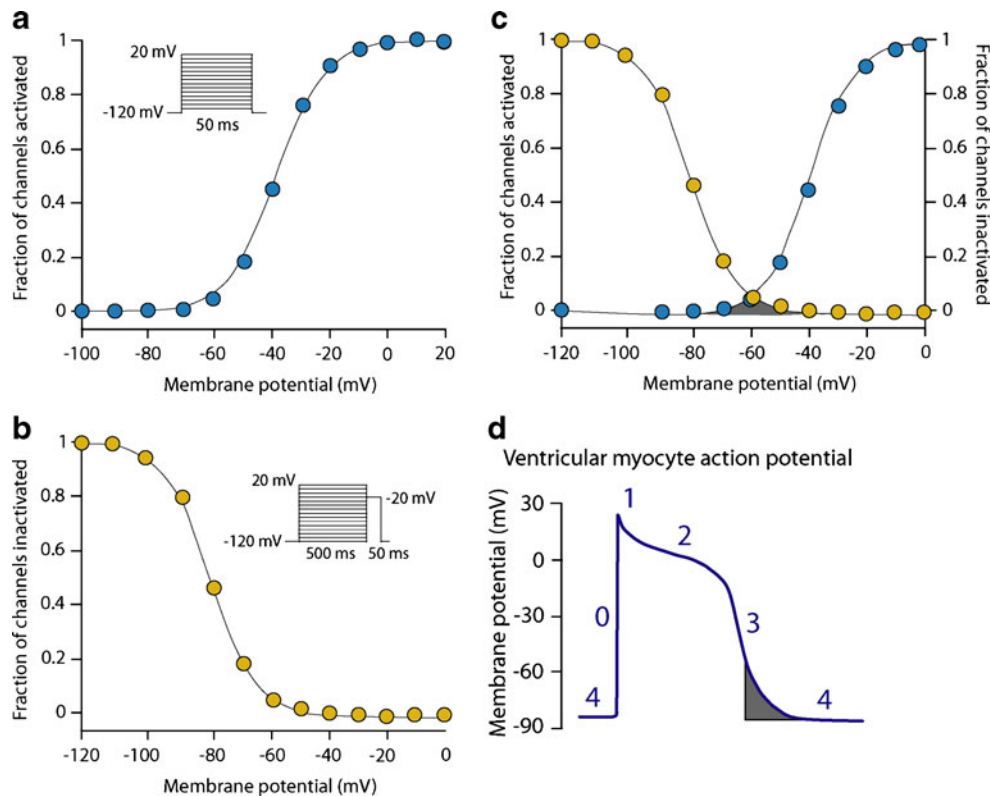 a
Fraction of channels activated
1
0.8
0.6
0.4
0.2
0
20 mV
-120 mV
50 ms
-100
-80
-60
-40
-20
0
20
Membrane potential (mV)
c
Fraction of channels activated
1
0.8
0.6
0.4
0.2
0
1
0.8
0.6
0.4
0.2
0
Fraction of channels inactivated
-120
-100
-80
-60
-40
-20
0
Membrane potential (mV)
b
Fraction of channels inactivated
1
0.8
0.6
0.4
0.2
0
20 mV
-20 mV
-120 mV
500 ms
50 ms
-120
-100
-80
-60
-40
-20
0
Membrane potential (mV)
d
Ventricular myocyte action potential
Membrane potential (mV)
30
0
-30
-60
-90
1
2
0
3
4
4